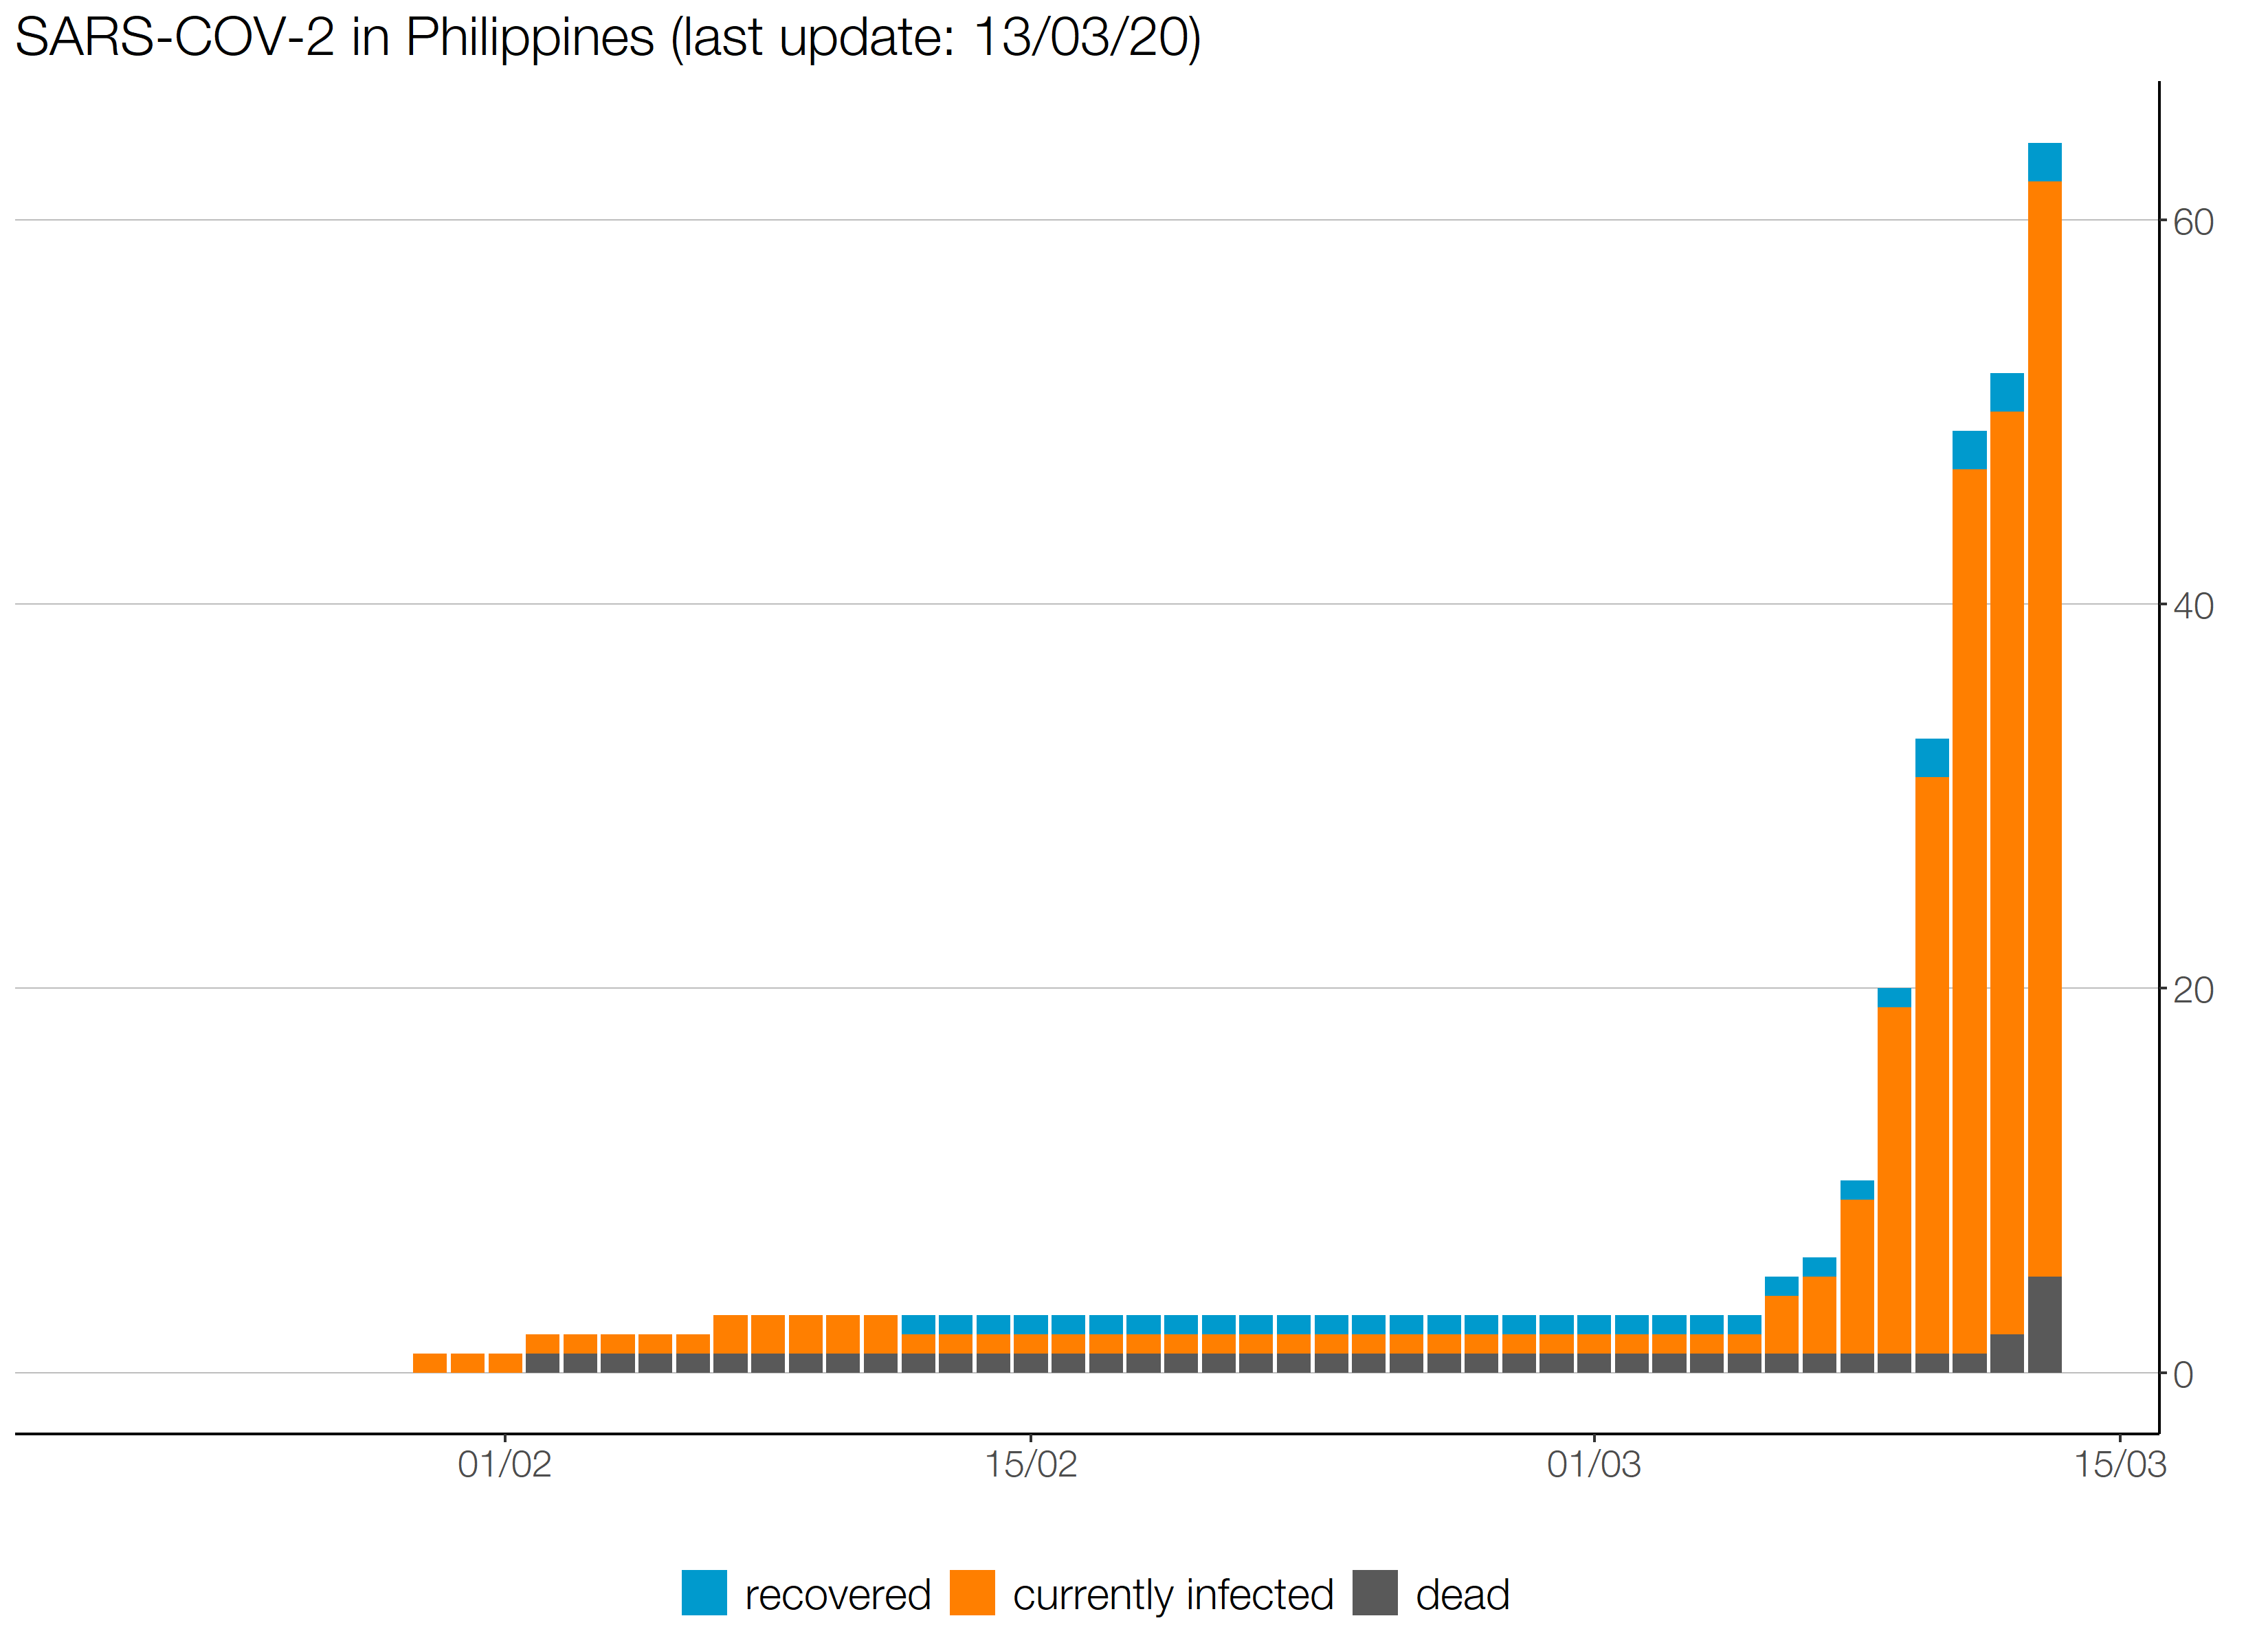 SARS-COV-2 in Philippines (last update: 13/03/20)
60
40
20
0
01/02 15/02 01/03 15/03
recovered currently infected dead